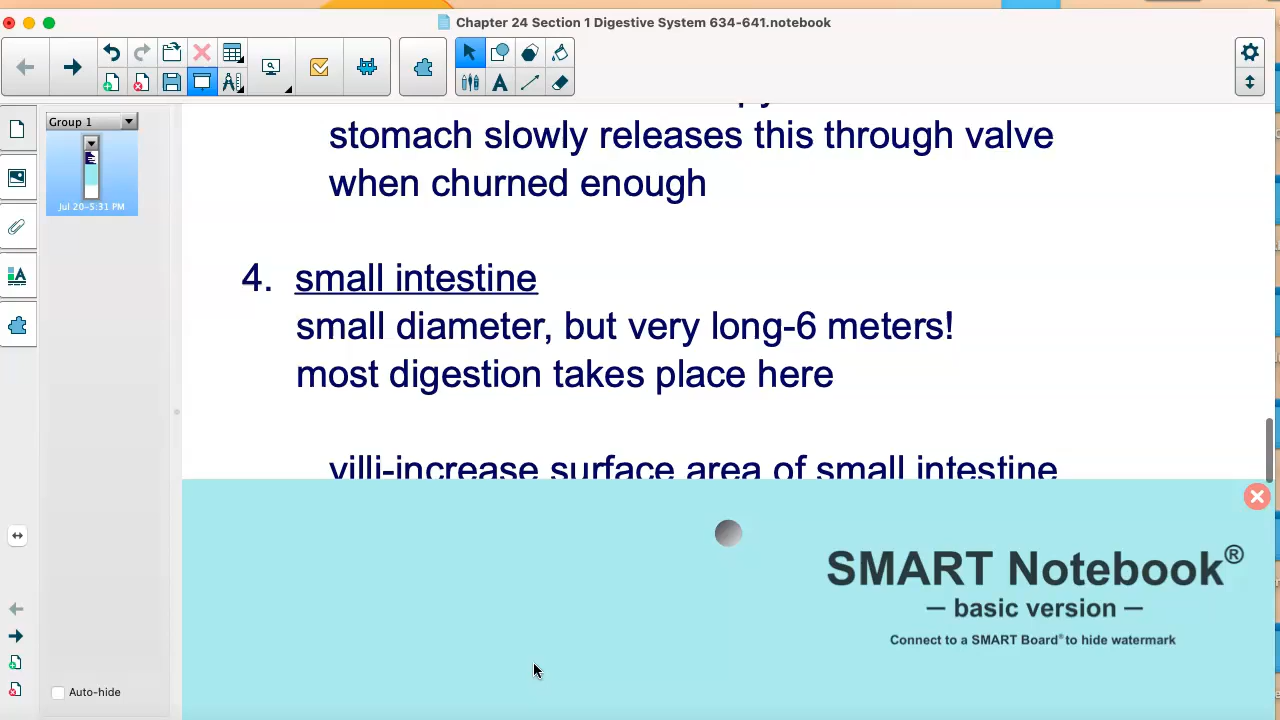 Chapter 24 Section 1 Digestive System 634-641.notebook
Group 1
Jul 20-5:31 PM
stomach slowly releases this through valve
when churned enough
4. small intestine
small diameter, but very long-6 meters!
most digestion takes place here
villi-increase surface area of small intestine
SMART Notebook®
— basic version —
Connect to a SMART Board® to hide watermark
Auto-hide